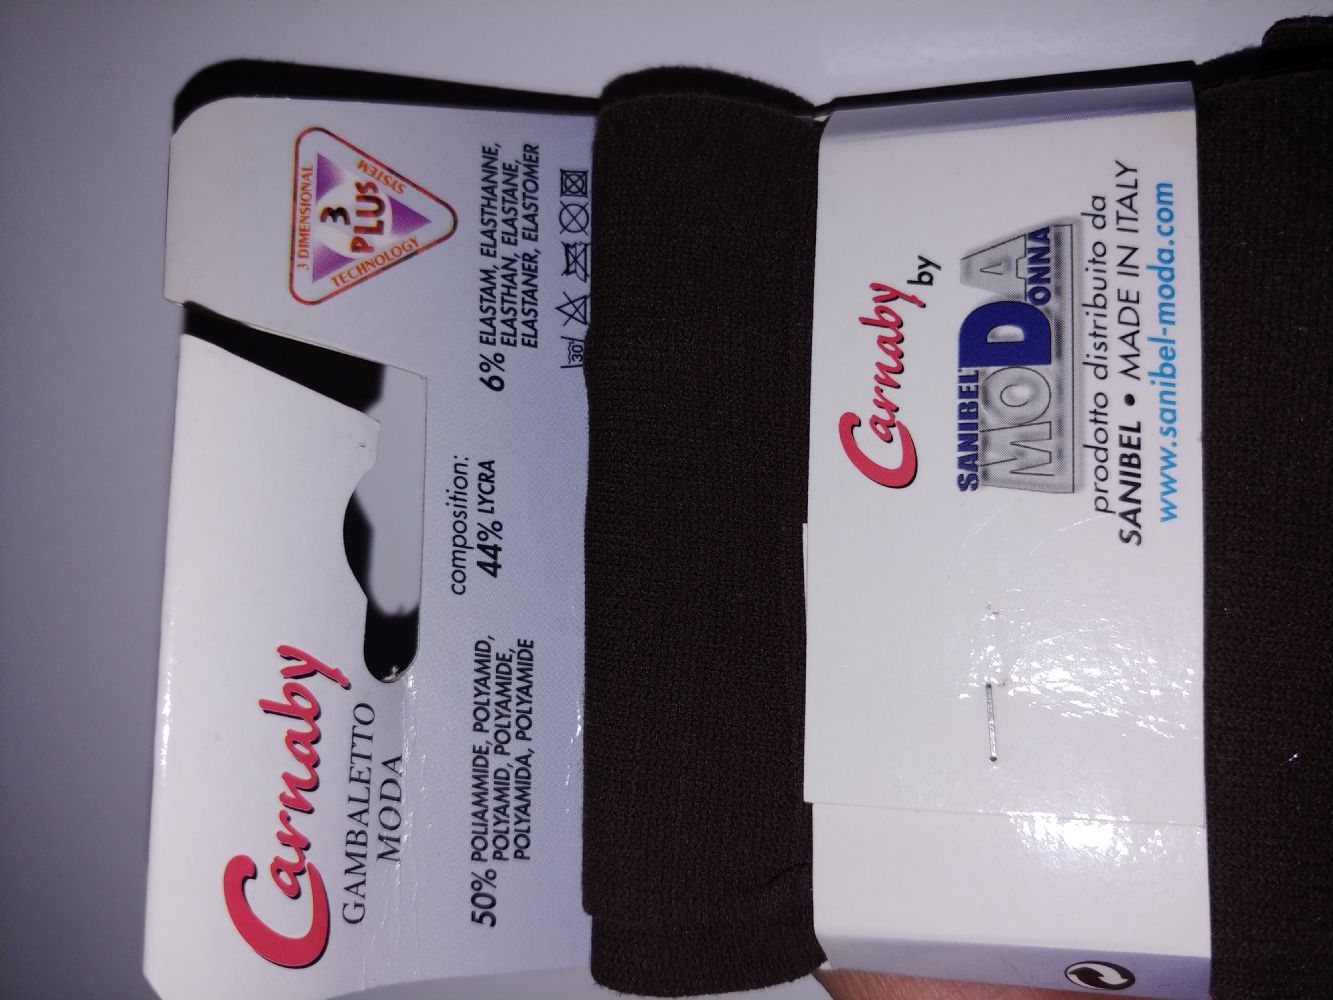 Carnaby
GAMBALETTO
MODA
3 DIMENSIONAL
SYSTEM
TECHNOLOGY
3
PLUS
composition:
50% POLIAMMIDE, POLYAMID,
POLYAMID, POLYAMIDE,
POLYAMIDA, POLYAMIDE
44% LYCRA
6% ELASTAM, ELASTHANNE,
ELASTHAN, ELASTANE,
ELASTANER, ELASTOMER
30°
Carnaby
by
SANIBEL
MODA
DONNA
prodotto distribuito da
SANIBEL • MADE IN ITALY
www.sanibel-moda.com